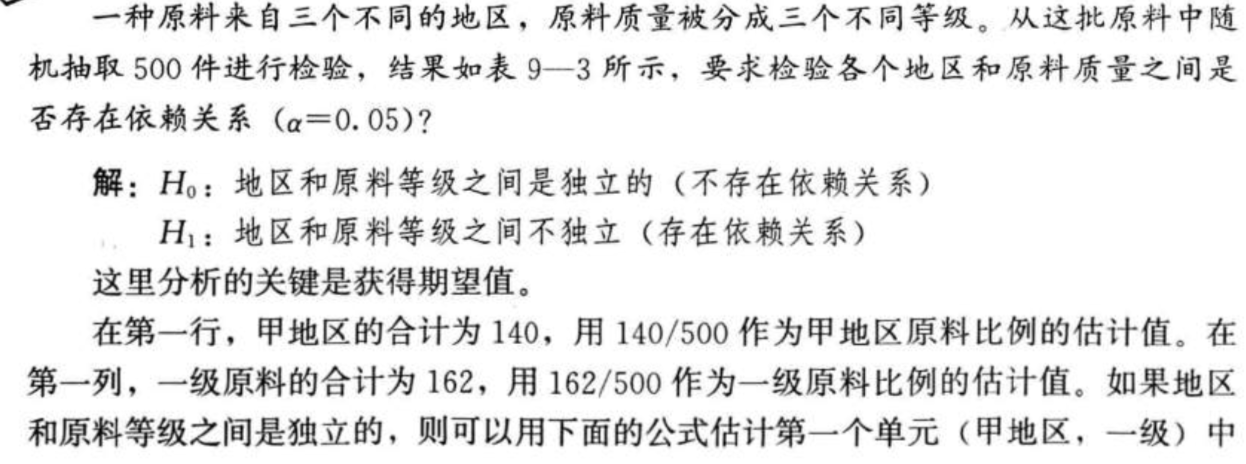 一种原料来自三个不同的地区，原料质量被分成三个不同等级。从这批原料中随
机抽取 500 件进行检验，结果如表 9—3 所示，要求检验各个地区和原料质量之间是
否存在依赖关系（α=0.05）？
解：H₀：地区和原料等级之间是独立的（不存在依赖关系）
H₁：地区和原料等级之间不独立（存在依赖关系）
这里分析的关键是获得期望值。
在第一行，甲地区的合计为 140，用 140/500 作为甲地区原料比例的估计值。在
第一列，一级原料的合计为 162，用 162/500 作为一级原料比例的估计值。如果地区
和原料等级之间是独立的，则可以用下面的公式估计第一个单元（甲地区，一级）中